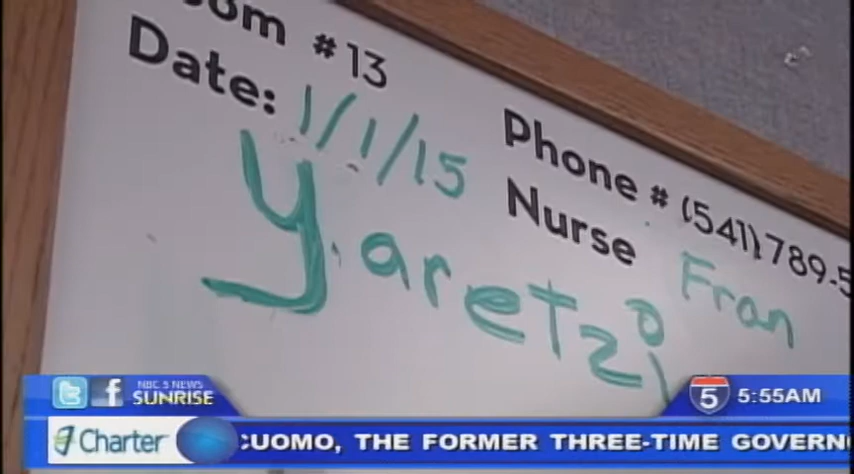 #13
Date: 1/1/15
Phone # (541) 789-5
Nurse Fran
Yaretzi
NBC 5 NEWS
SUNRISE
5
5:55AM
Charter
CUOMO, THE FORMER THREE-TIME GOVERN